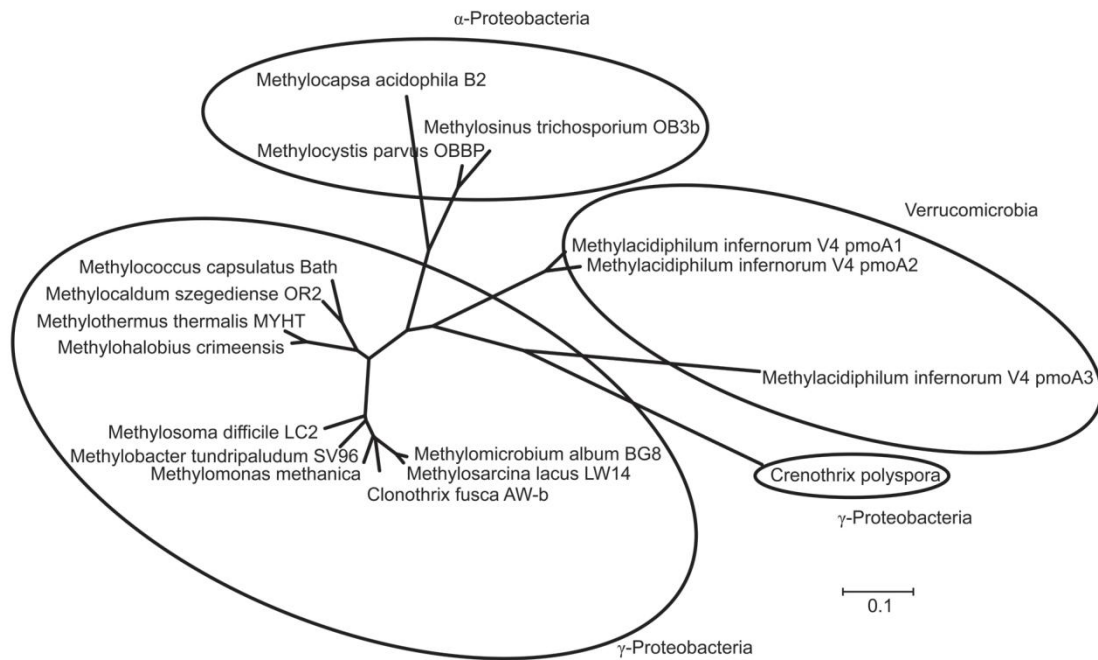 α-Proteobacteria
Methylocapsa acidophila B2
Methylosinus trichosporium OB3b
Methylocystis parvus OBBP
Verrucomicrobia
Methylacidiphilum infernorum V4 pmoA1
Methylacidiphilum infernorum V4 pmoA2
Methylococcus capsulatus Bath
Methylocaldum szegediense OR2
Methylothermus thermalis MYHT
Methylohalobius crimeensis
Methylacidiphilum infernorum V4 pmoA3
Methylosoma difficile LC2
Methylobacter tundripaludum SV96
Methylomonas methanica
Methylomicrobium album BG8
Methylosarcina lacus LW14
Clonothrix fusca AW-b
Crenothrix polyspora
γ-Proteobacteria
0.1
γ-Proteobacteria